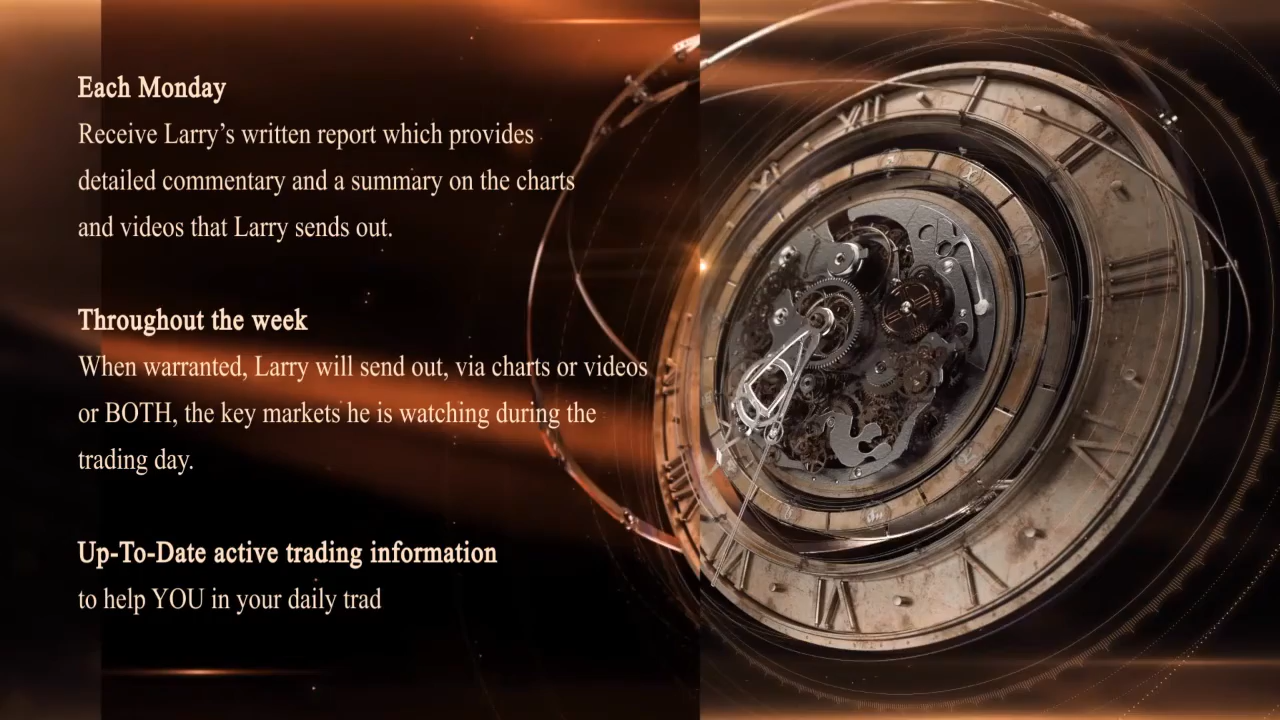 Each Monday
Receive Larry’s written report which provides
detailed commentary and a summary on the charts
and videos that Larry sends out.
Throughout the week
When warranted, Larry will send out, via charts or videos
or BOTH, the key markets he is watching during the
trading day.
Up-To-Date active trading information
to help YOU in your daily trad